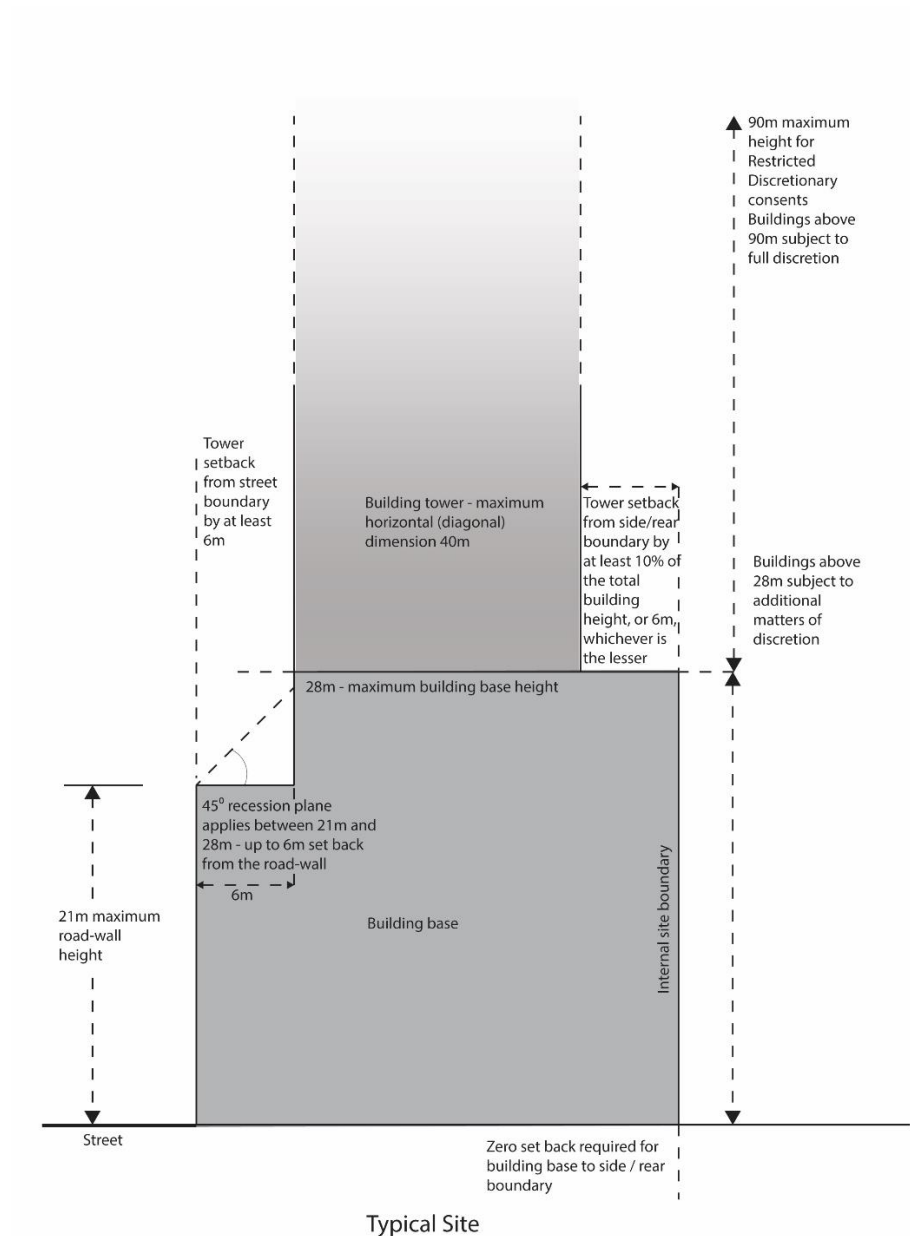 90m maximum
height for
Restricted
Discretionary
consents
Buildings above
90m subject to
full discretion
Tower
setback
from street
boundary
by at least
6m
Building tower - maximum
horizontal (diagonal)
dimension 40m
Tower setback
from side/rear
boundary by
at least 10% of
the total
building
height, or 6m,
whichever is
the lesser
Buildings above
28m subject to
additional
matters of
discretion
28m - maximum building base height
45⁰ recession plane
applies between 21m and
28m - up to 6m set back
from the road-wall
6m
21m maximum
road-wall
height
Building base
Internal site boundary
Street
Zero set back required for
building base to side / rear
boundary
Typical Site